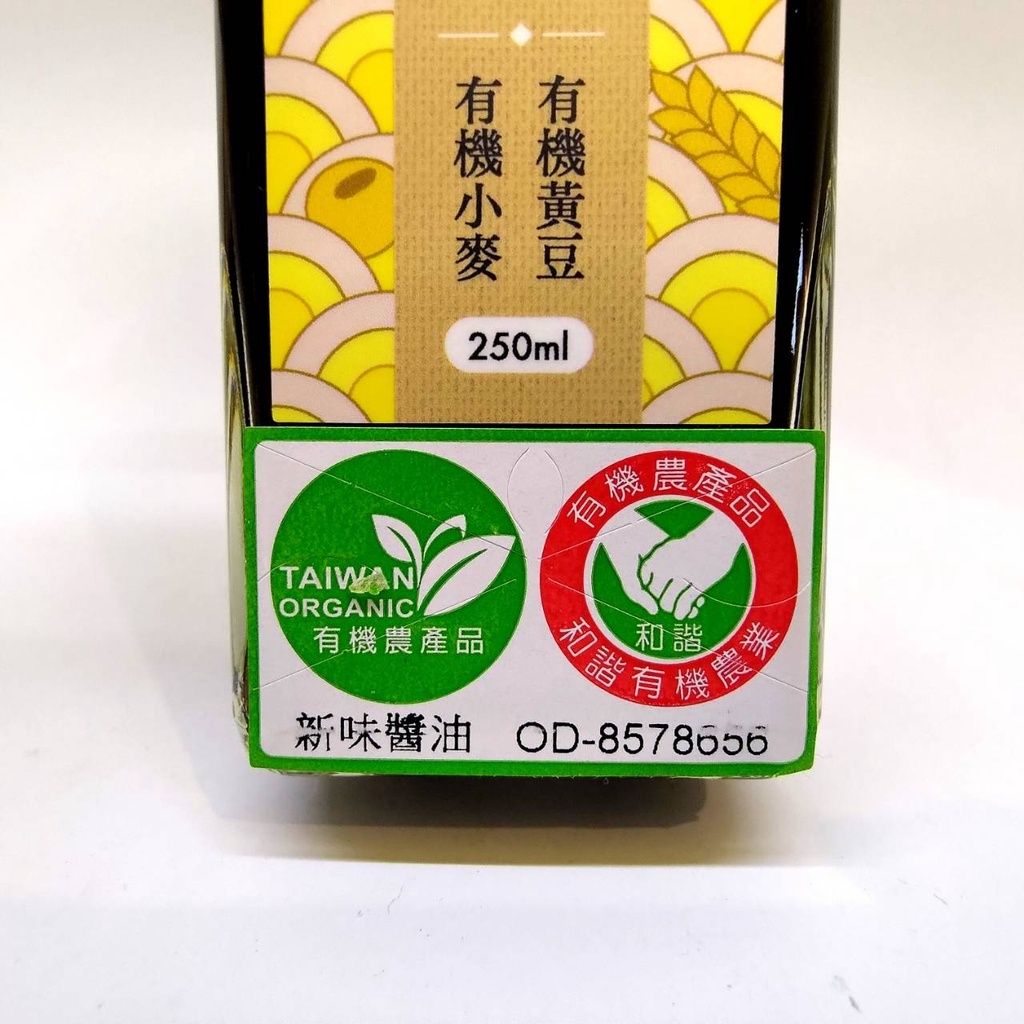 有機黃豆
有機小麥
250ml
TAIWAN
ORGANIC
有機農產品
有機農產品
和諧
和諧有機農業
新味醬油 OD-8578656